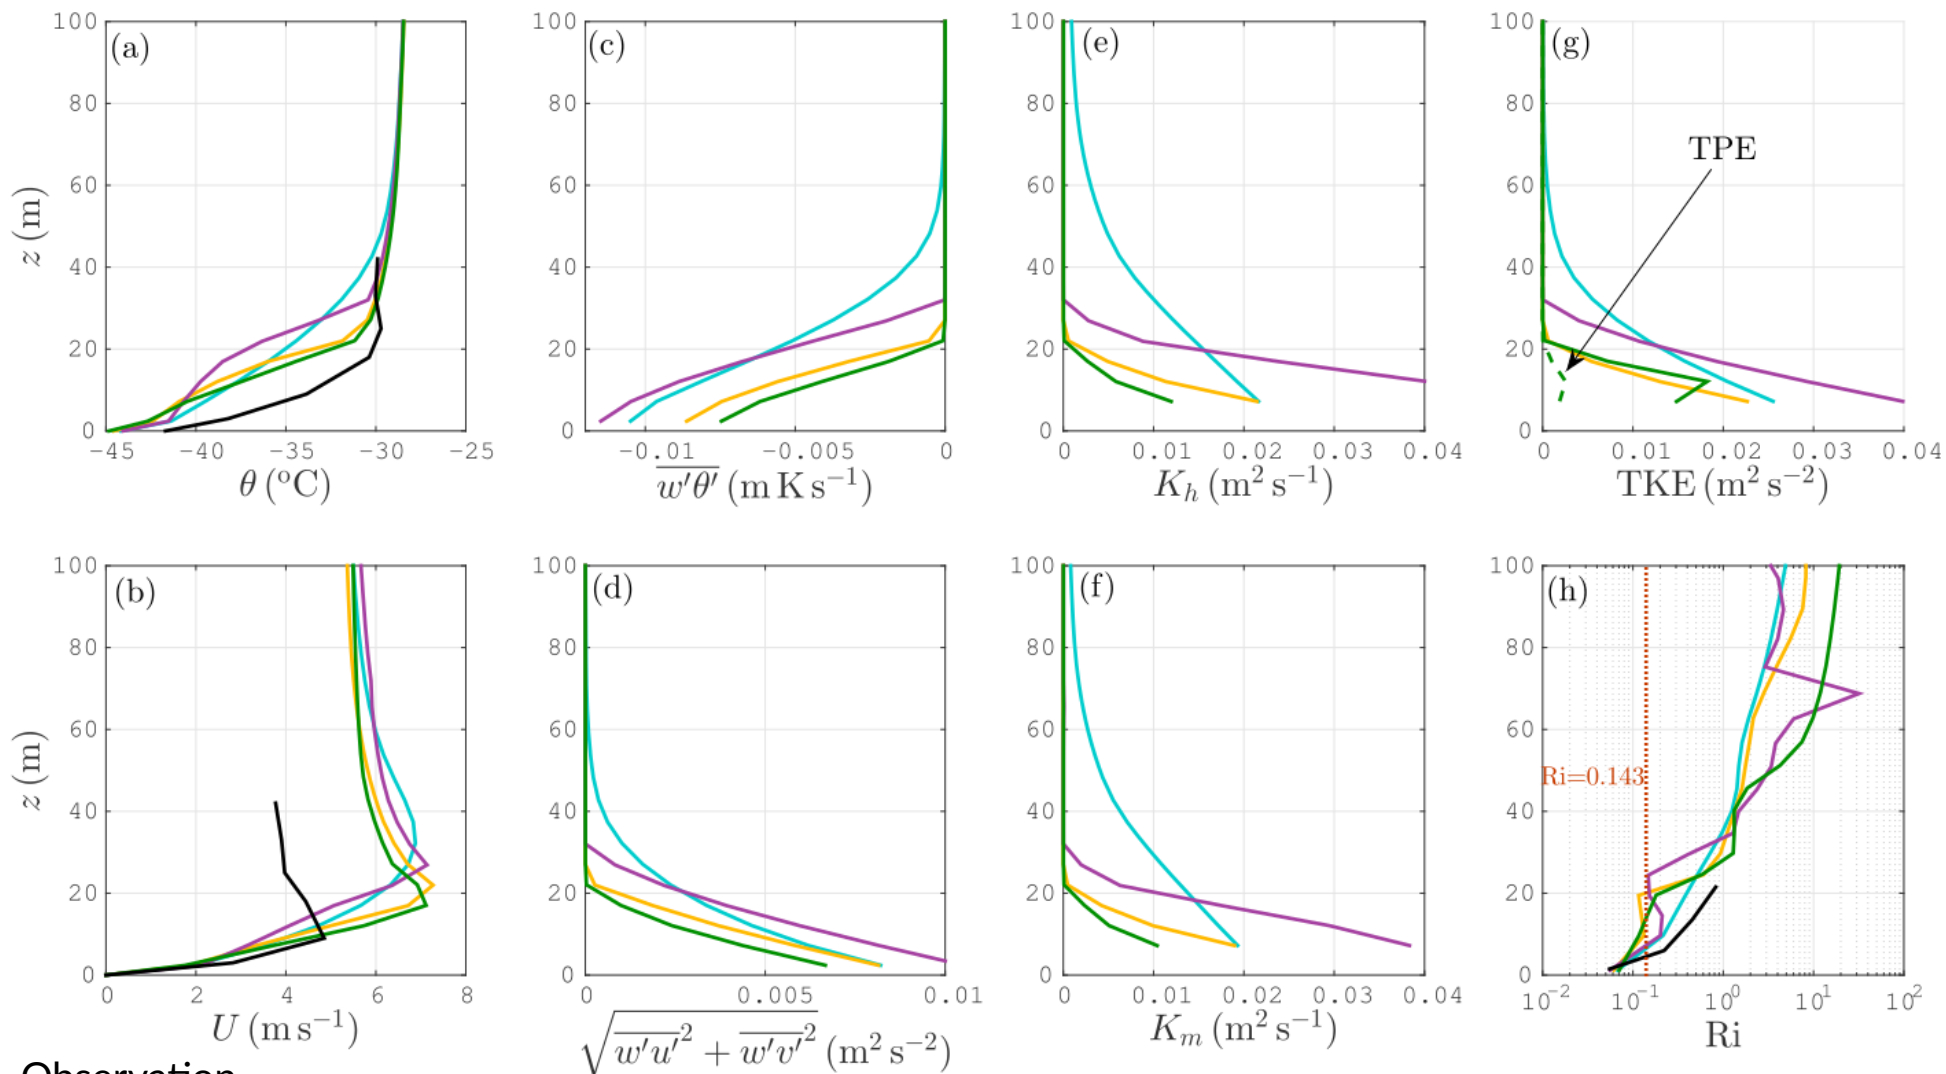 100 100 100 100
(a) (c) (e) (g)
80 80 80 80
TPE
60 60 60 60
z (m)
40 40 40 40
20 20 20 20
0 0 0 0
−45 −40 −35 −30 −25 −0.01 −0.005 0 0 0.01 0.02 0.03 0.04 0 0.01 0.02 0.03 0.04
θ (°C) w′θ′ (m K s⁻¹) K_h (m² s⁻¹) TKE (m² s⁻²)
100 100 100 100
(b) (d) (f) (h)
80 80 80 80
60 60 60 60
z (m)
Ri=0.143
40 40 40 40
20 20 20 20
0 0 0 0
0 2 4 6 8 0 0.005 0.01 0 0.01 0.02 0.03 0.04 10⁻² 10⁻¹ 10⁰ 10¹ 10²
U (m s⁻¹) √(w′u′² + w′v′²) (m² s⁻²) K_m (m² s⁻¹) Ri
Observation